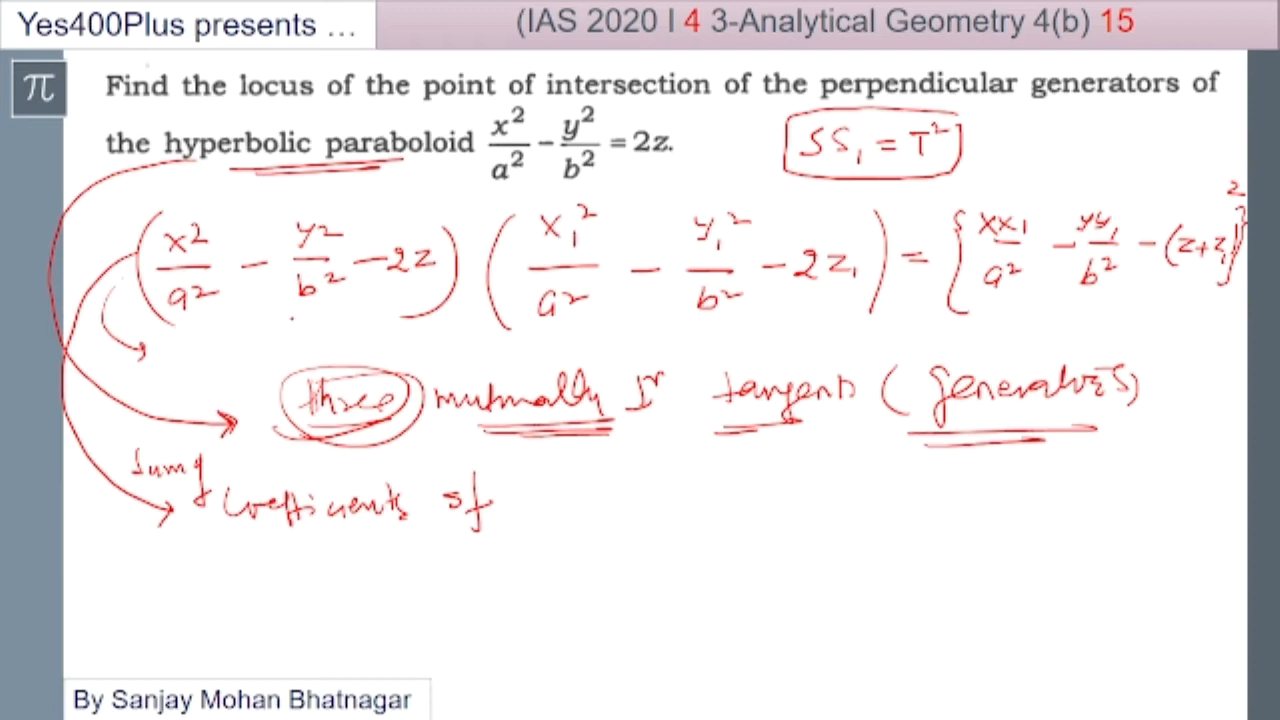 Yes400Plus presents …
(IAS 2020 I 4 3-Analytical Geometry 4(b) 15
π
Find the locus of the point of intersection of the perpendicular generators of
the hyperbolic paraboloid x²/a² - y²/b² = 2z.
SS₁ = T²
(x²/a² - y²/b² - 2z) (x₁²/a² - y₁²/b² - 2z₁) = {xx₁/a² - yy₁/b² - (z+z₁)}²
three mutually ⊥r tangents (generators)
Sum of
coefficients of
By Sanjay Mohan Bhatnagar